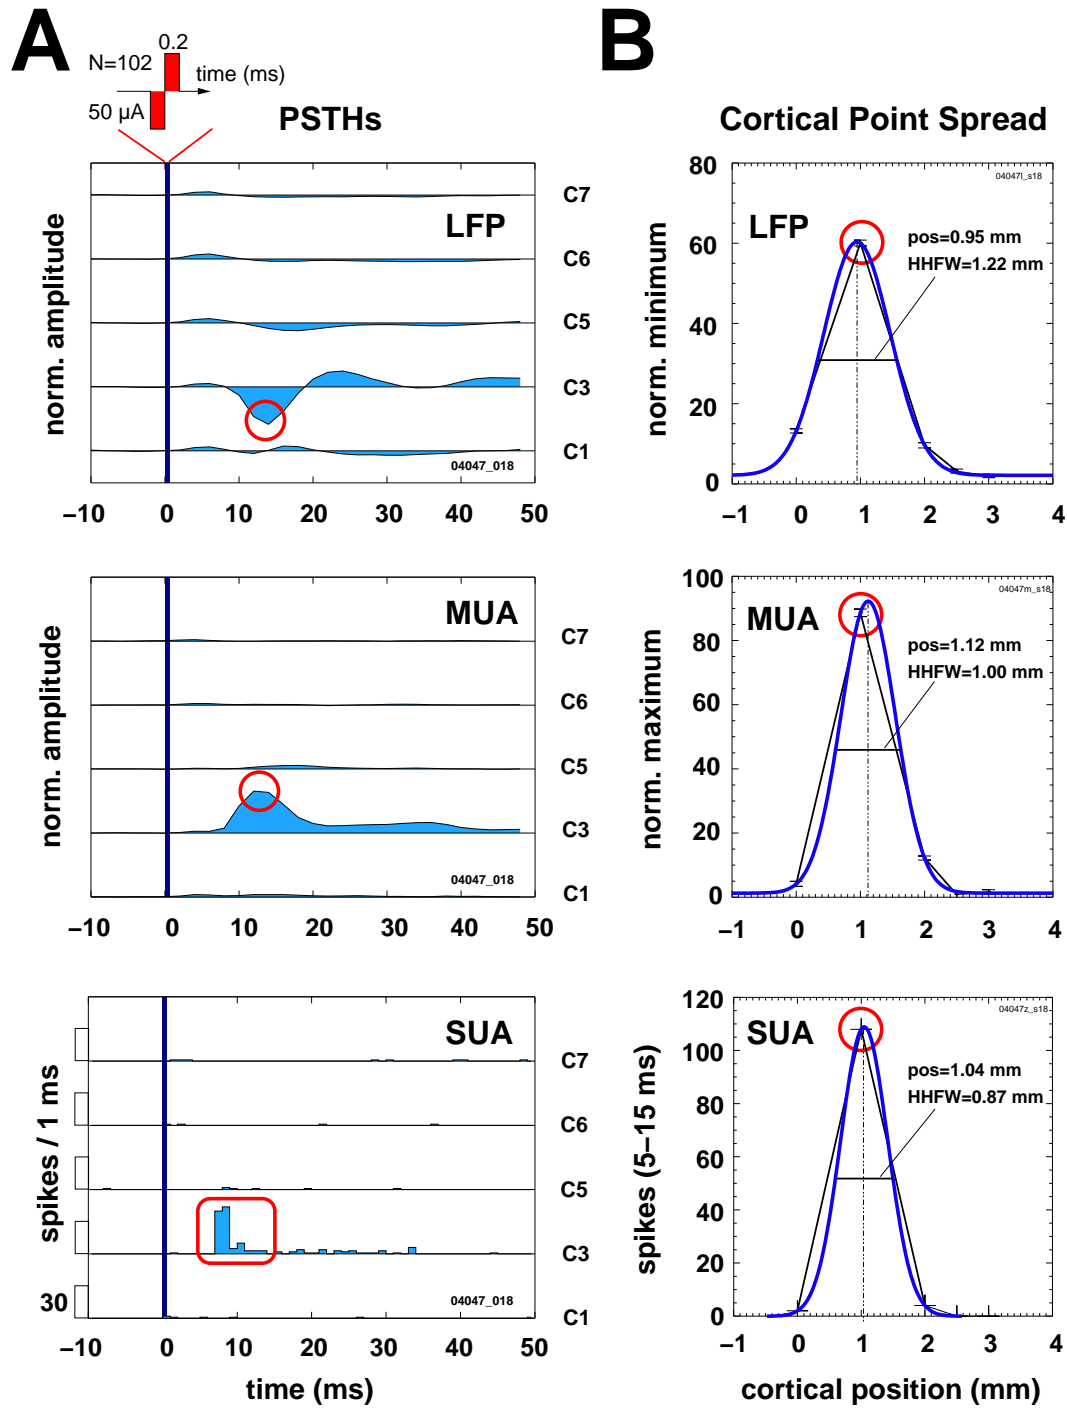 A
B
0.2
N=102
time (ms)
50 µA
PSTHs
Cortical Point Spread
norm. amplitude
LFP
C7
C6
C5
C3
C1
04047_018
−10 0 10 20 30 40 50
norm. minimum
80
60
40
20
0
04047l_s18
LFP
pos=0.95 mm
HHFW=1.22 mm
−1 0 1 2 3 4
norm. amplitude
MUA
C7
C6
C5
C3
C1
04047_018
−10 0 10 20 30 40 50
norm. maximum
100
80
60
40
20
0
04047m_s18
MUA
pos=1.12 mm
HHFW=1.00 mm
−1 0 1 2 3 4
spikes / 1 ms
30
SUA
C7
C6
C5
C3
C1
04047_018
−10 0 10 20 30 40 50
time (ms)
spikes (5−15 ms)
120
100
80
60
40
20
0
04047z_s18
SUA
pos=1.04 mm
HHFW=0.87 mm
−1 0 1 2 3 4
cortical position (mm)